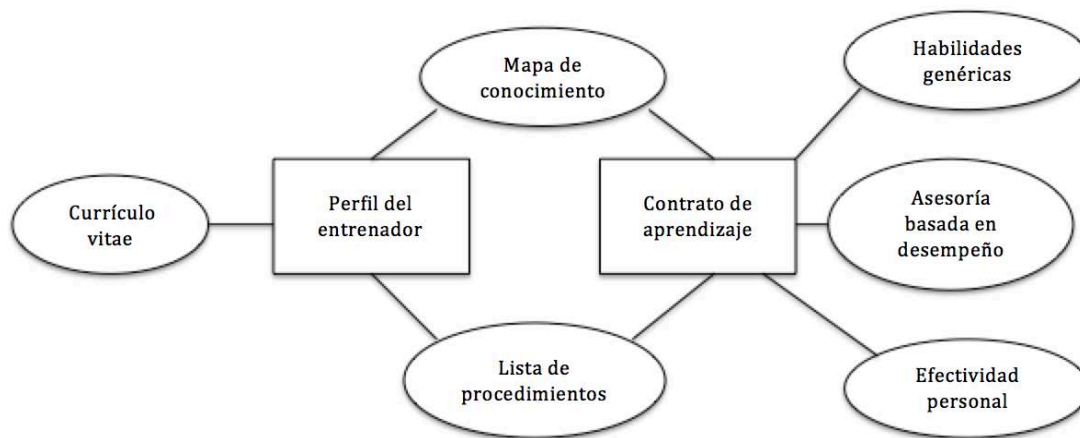 Mapa de
conocimiento
Habilidades
genéricas
Currículo
vitae
Perfil del
entrenador
Contrato de
aprendizaje
Asesoría
basada en
desempeño
Lista de
procedimientos
Efectividad
personal